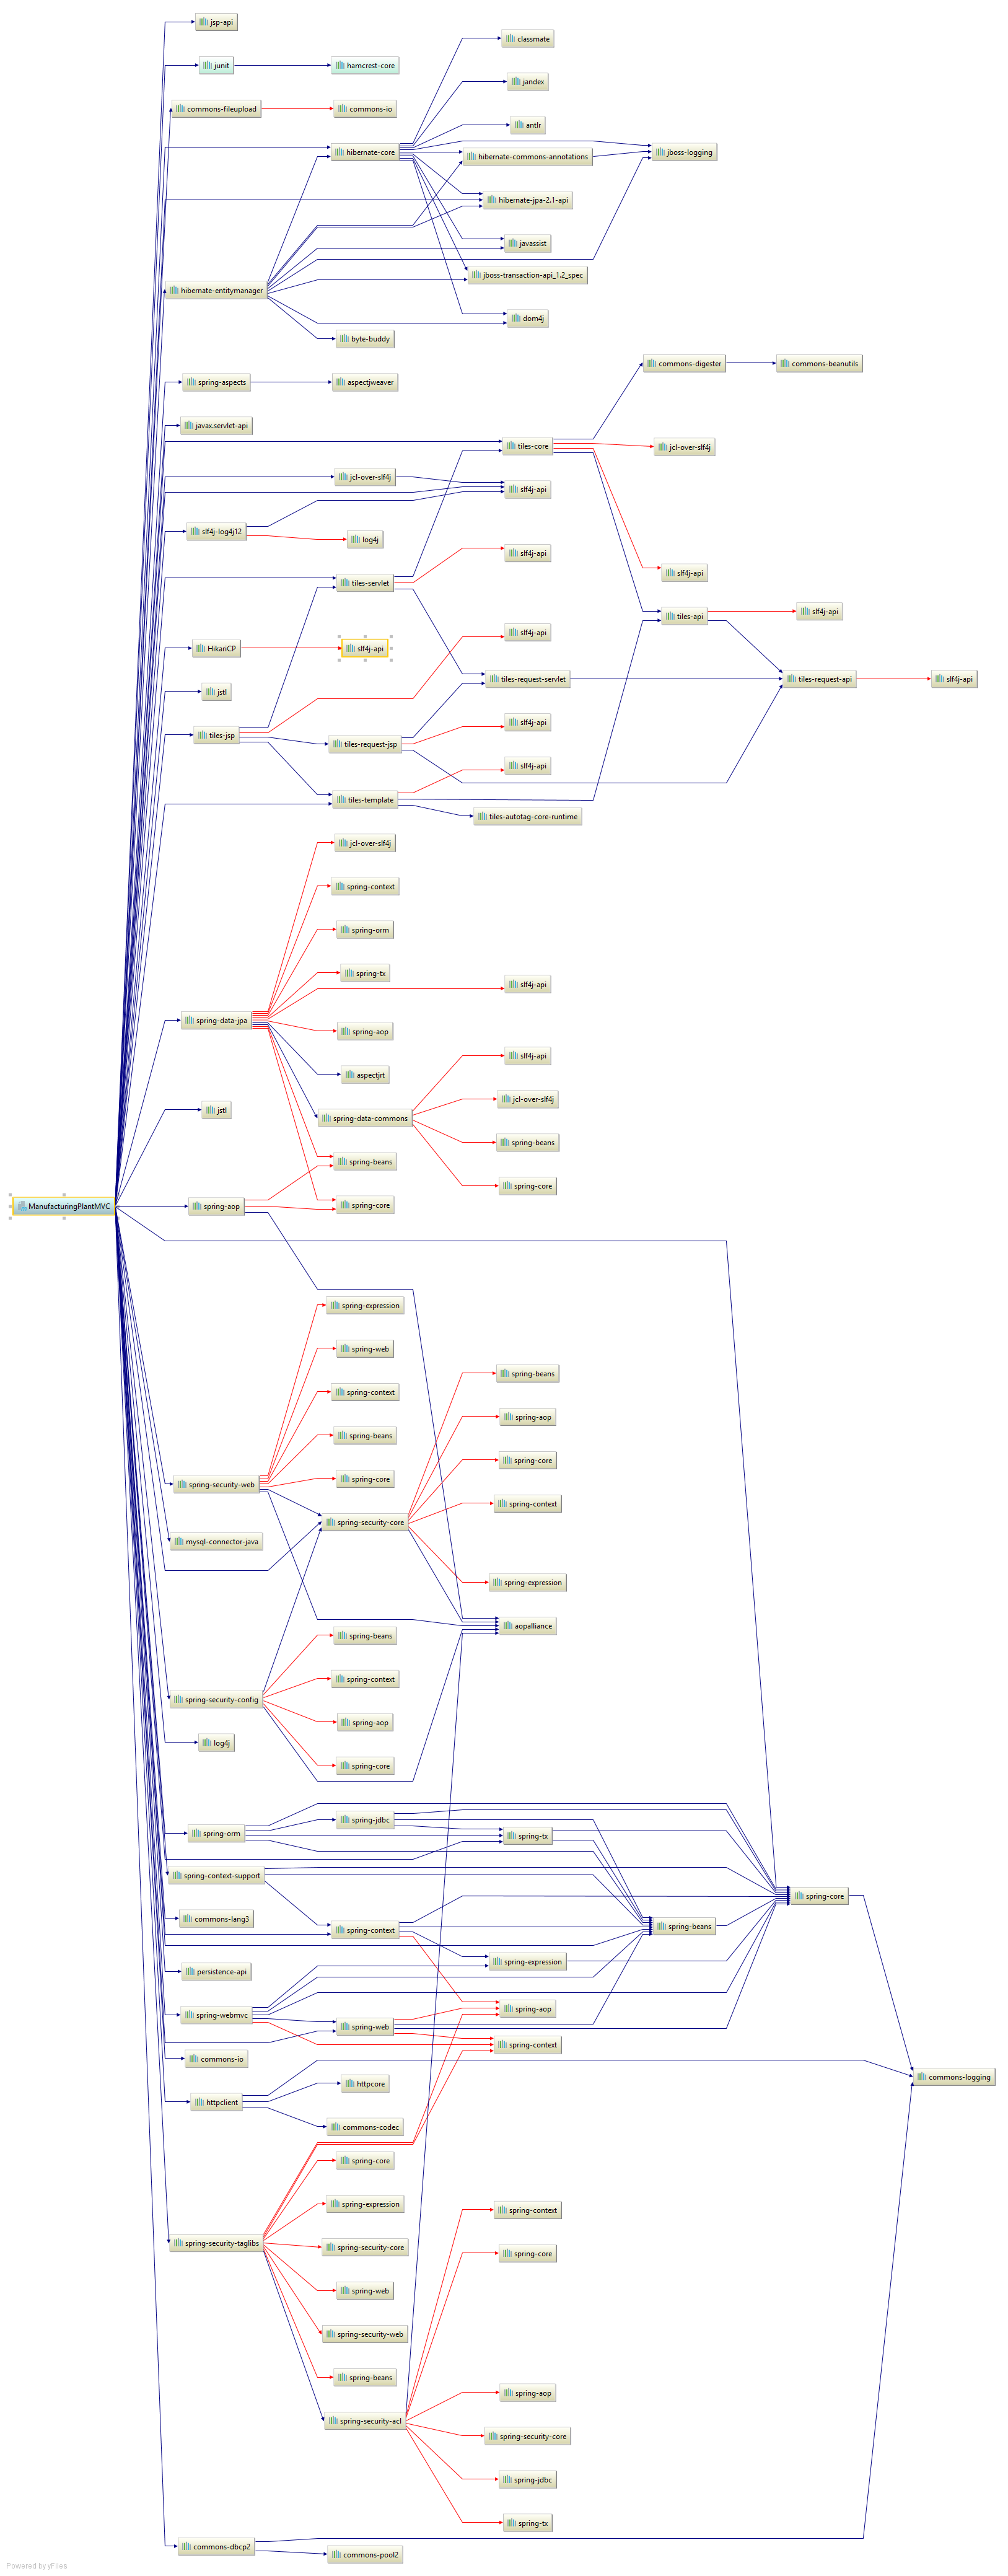 jsp-api
classmate
junit
hamcrest-core
jandex
commons-fileupload
commons-io
antlr
hibernate-core
hibernate-commons-annotations
jboss-logging
hibernate-jpa-2.1-api
javassist
jboss-transaction-api_1.2_spec
hibernate-entitymanager
dom4j
byte-buddy
commons-digester
commons-beanutils
spring-aspects
aspectjweaver
javax.servlet-api
tiles-core
jcl-over-slf4j
jcl-over-slf4j
slf4j-api
slf4j-log4j12
log4j
slf4j-api
slf4j-api
tiles-servlet
slf4j-api
tiles-api
slf4j-api
HikariCP
slf4j-api
tiles-request-servlet
tiles-request-api
slf4j-api
jstl
slf4j-api
tiles-jsp
tiles-request-jsp
slf4j-api
tiles-template
tiles-autotag-core-runtime
jcl-over-slf4j
spring-context
spring-orm
spring-tx
slf4j-api
spring-data-jpa
spring-aop
slf4j-api
aspectjrt
jcl-over-slf4j
jstl
spring-data-commons
spring-beans
spring-beans
spring-core
ManufacturingPlantMVC
spring-aop
spring-core
spring-expression
spring-web
spring-beans
spring-context
spring-aop
spring-beans
spring-core
spring-security-web
spring-core
spring-context
spring-security-core
mysql-connector-java
spring-expression
aopalliance
spring-beans
spring-context
spring-security-config
spring-aop
log4j
spring-core
spring-jdbc
spring-orm
spring-tx
spring-context-support
spring-core
commons-lang3
spring-context
spring-beans
spring-expression
persistence-api
spring-aop
spring-webmvc
spring-web
spring-context
commons-io
commons-logging
httpcore
httpclient
commons-codec
spring-core
spring-expression
spring-context
spring-security-taglibs
spring-security-core
spring-core
spring-web
spring-security-web
spring-beans
spring-aop
spring-security-acl
spring-security-core
spring-jdbc
spring-tx
commons-dbcp2
commons-pool2
Powered by yFiles